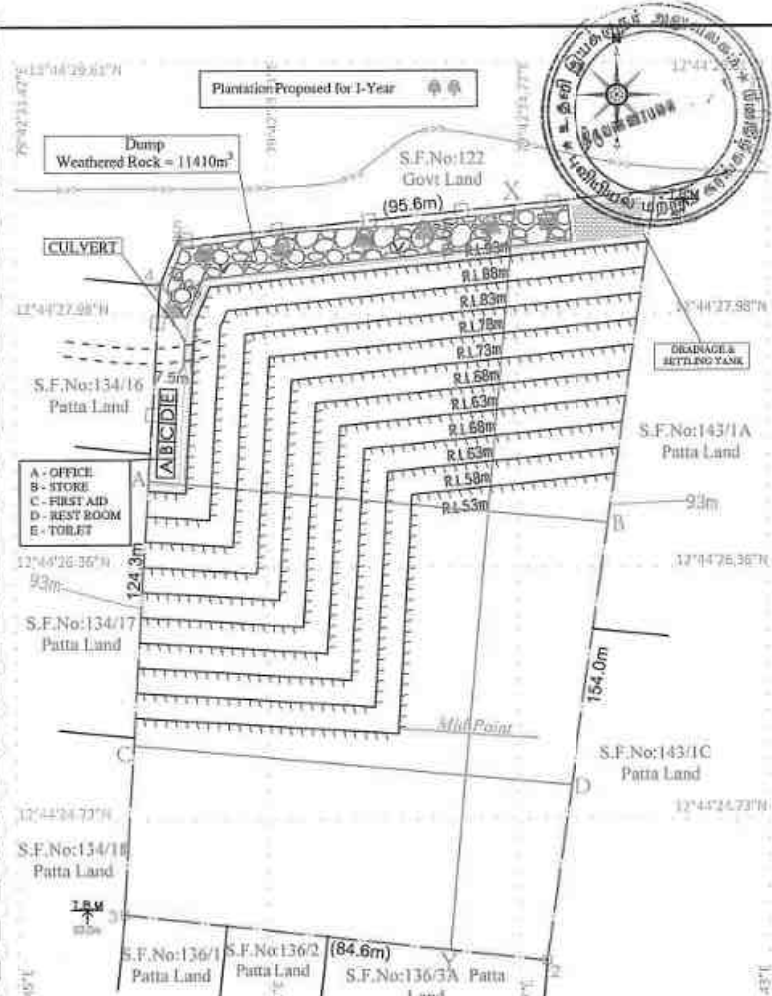 12°44'29.61"N
Plantation Proposed for I-Year
Dump
Weathered Rock = 11410m³
S.F.No:122
Govt Land
X
N
(95.6m)
CULVERT
4
12°44'27.98"N
12°44'27.98"N
R.L.93m
R.L.88m
R.L.83m
R.L.78m
R.L.73m
R.L.68m
R.L.63m
R.L.68m
R.L.63m
R.L.58m
R.L.53m
DRAINAGE &
SETTLING TANK
7.5m
S.F.No:134/16
Patta Land
A B C D E
S.F.No:143/1A
Patta Land
A - OFFICE
B - STORE
C - FIRST AID
D - REST ROOM
E - TOILET
A
93m
B
12°44'26.36"N
12°44'26.36"N
93m
124.3m
S.F.No:134/17
Patta Land
154.0m
Mid Point
C
D
S.F.No:143/1C
Patta Land
12°44'24.73"N
12°44'24.73"N
S.F.No:134/18
Patta Land
T.B.M
3
S.F.No:136/1
Patta Land
S.F.No:136/2
Patta Land
(84.6m)
Y
2
S.F.No:136/3A Patta
Land